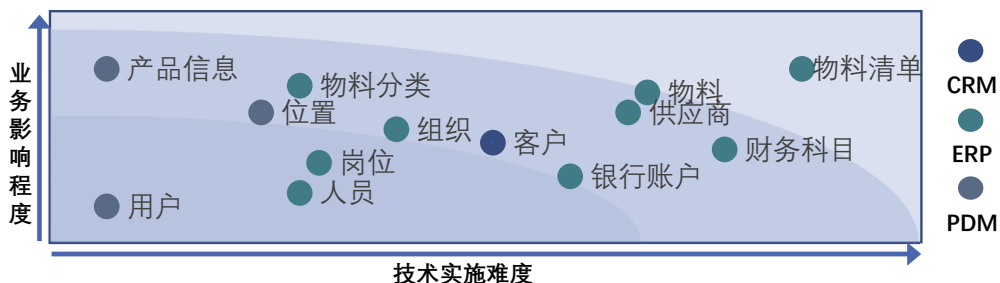 业务影响程度
产品信息
物料分类
位置
组织
客户
岗位
人员
用户
物料
供应商
银行账户
财务科目
物料清单
CRM
ERP
PDM
技术实施难度